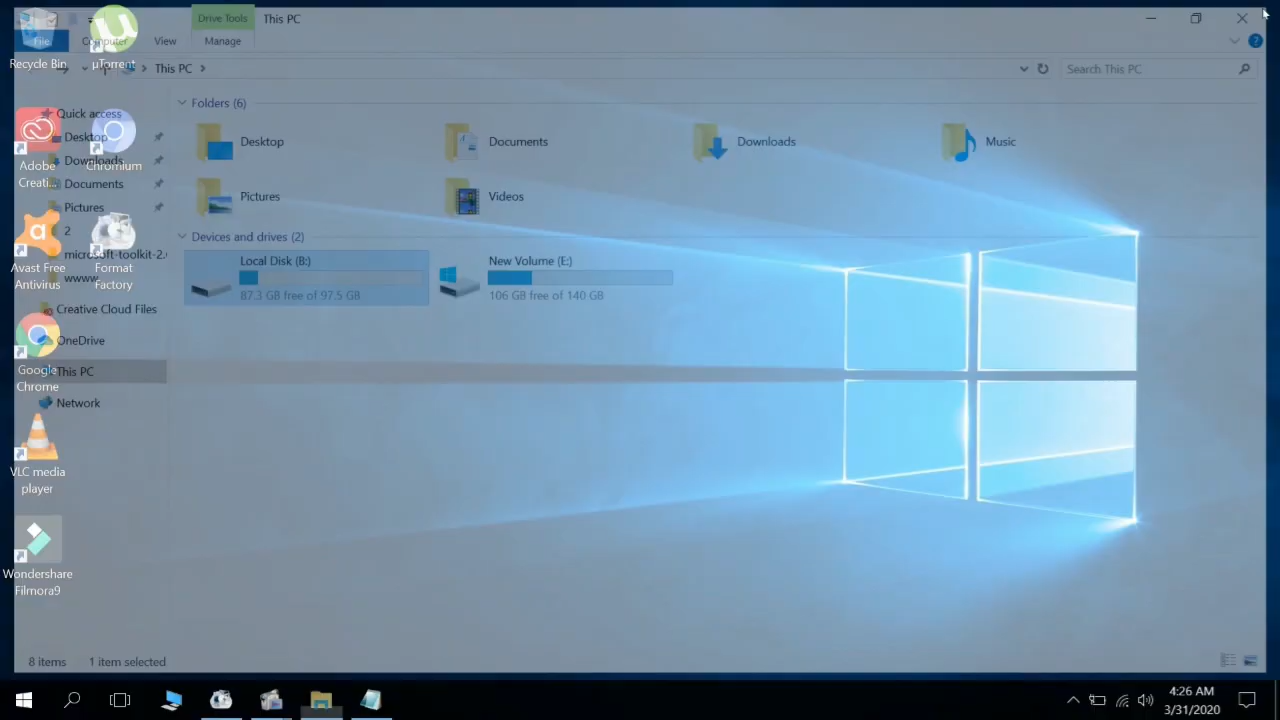 Drive Tools
This PC
File
Computer
View
Manage
This PC
Search This PC
Recycle Bin
µTorrent
Adobe
Creati...
Chromium
Avast Free
Antivirus
Format
Factory
Google
Chrome
VLC media
player
Wondershare
Filmora9
Quick access
Desktop
Downloads
Documents
Pictures
2
microsoft-toolkit-2.
www
Creative Cloud Files
OneDrive
This PC
Network
Folders (6)
Desktop
Documents
Downloads
Music
Pictures
Videos
Devices and drives (2)
Local Disk (B:)
87.3 GB free of 97.5 GB
New Volume (E:)
106 GB free of 140 GB
8 items
1 item selected
4:26 AM
3/31/2020